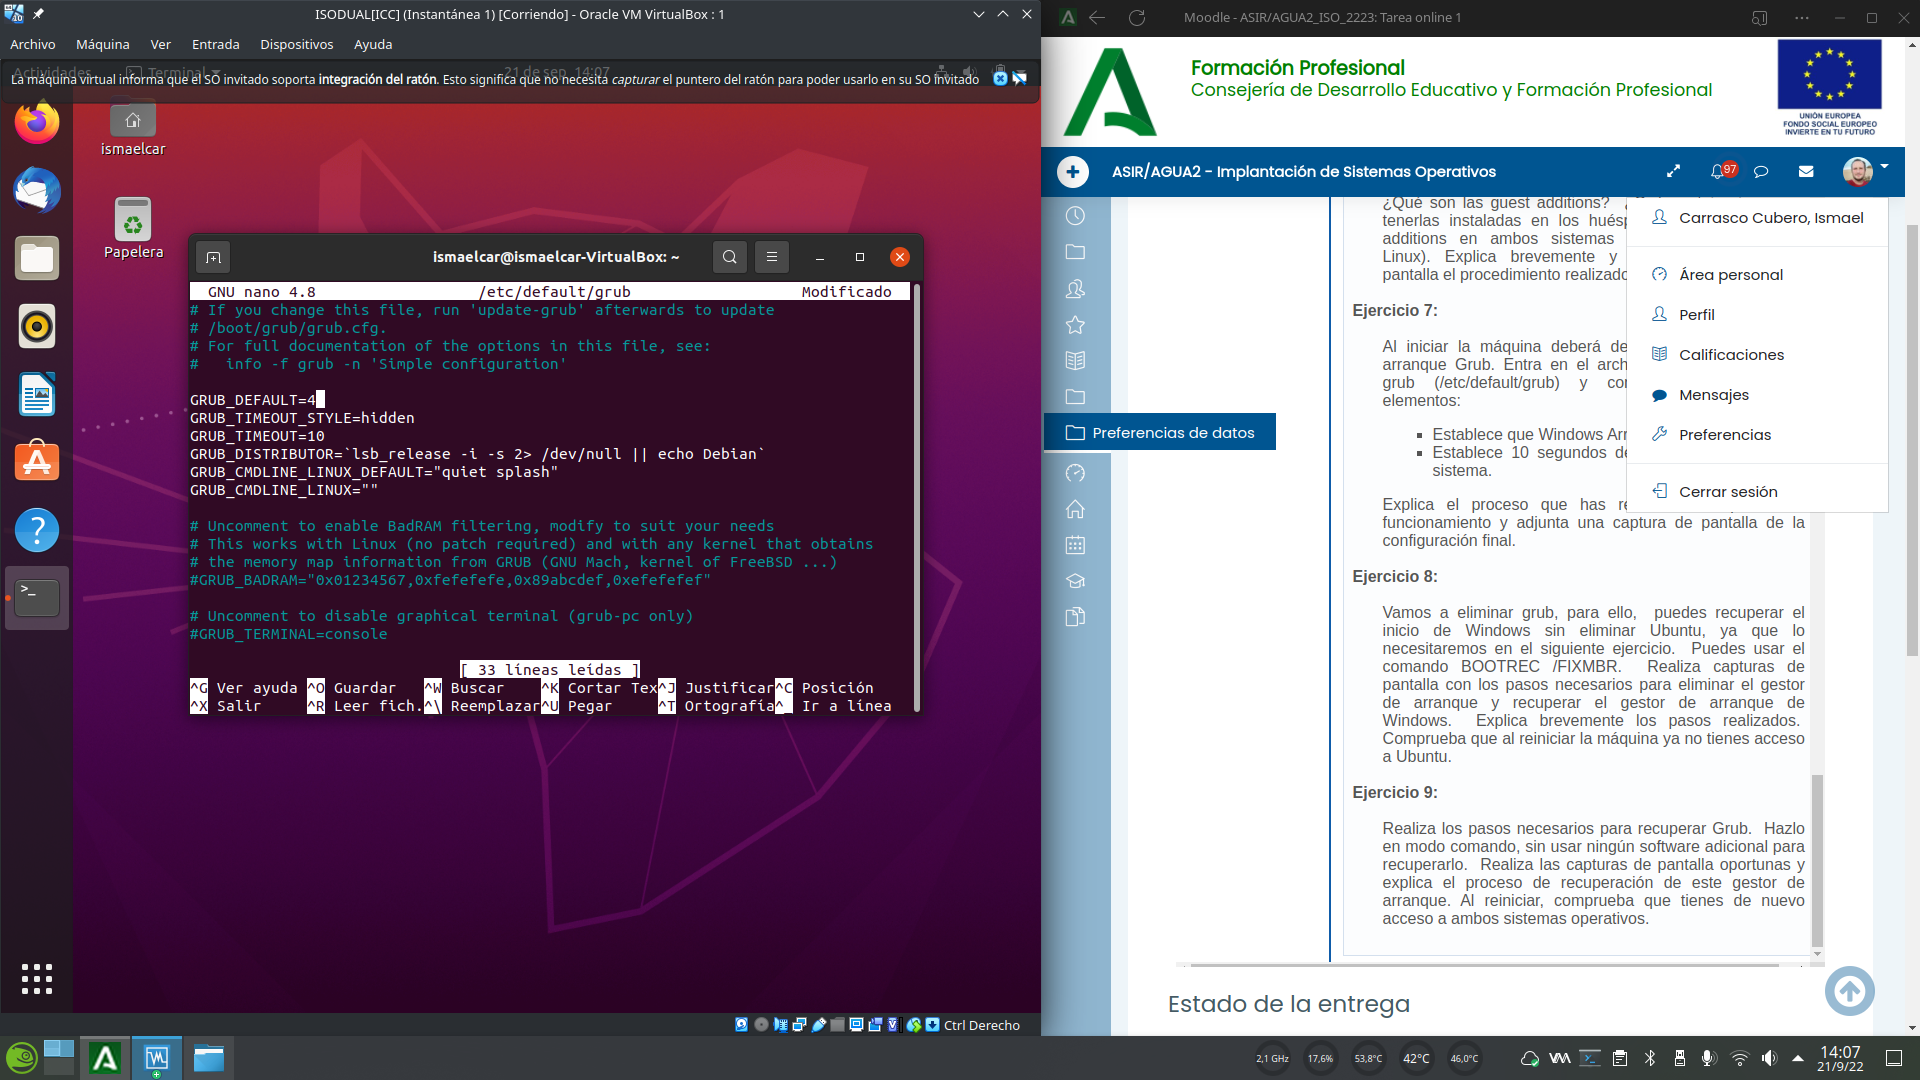 ISODUAL[ICC] (Instantánea 1) [Corriendo] - Oracle VM VirtualBox : 1
Archivo Máquina Ver Entrada Dispositivos Ayuda
La máquina virtual informa que el SO invitado soporta integración del ratón. Esto significa que no necesita capturar el puntero del ratón para poder usarlo en su SO invitado
Actividades Terminal 21 de sep 14:07
ismaelcar
Papelera
ismaelcar@ismaelcar-VirtualBox: ~
GNU nano 4.8 /etc/default/grub Modificado
# If you change this file, run 'update-grub' afterwards to update
# /boot/grub/grub.cfg.
# For full documentation of the options in this file, see:
#   info -f grub -n 'Simple configuration'
GRUB_DEFAULT=4
GRUB_TIMEOUT_STYLE=hidden
GRUB_TIMEOUT=10
GRUB_DISTRIBUTOR=`lsb_release -i -s 2> /dev/null || echo Debian`
GRUB_CMDLINE_LINUX_DEFAULT="quiet splash"
GRUB_CMDLINE_LINUX=""
# Uncomment to enable BadRAM filtering, modify to suit your needs
# This works with Linux (no patch required) and with any kernel that obtains
# the memory map information from GRUB (GNU Mach, kernel of FreeBSD ...)
#GRUB_BADRAM="0x01234567,0xfefefefe,0x89abcdef,0xefefefef"
# Uncomment to disable graphical terminal (grub-pc only)
#GRUB_TERMINAL=console
[ 33 líneas leídas ]
^G Ver ayuda ^O Guardar ^W Buscar ^K Cortar Tex^J Justificar^C Posición
^X Salir ^R Leer fich.^\ Reemplazar^U Pegar ^T Ortografía^_ Ir a línea
Ctrl Derecho
Moodle - ASIR/AGUA2_ISO_2223: Tarea online 1
Formación Profesional
Consejería de Desarrollo Educativo y Formación Profesional
UNIÓN EUROPEA
FONDO SOCIAL EUROPEO
INVIERTE EN TU FUTURO
ASIR/AGUA2 - Implantación de Sistemas Operativos
97
Carrasco Cubero, Ismael
Área personal
Perfil
Calificaciones
Mensajes
Preferencias
Cerrar sesión
Preferencias de datos
¿Qué son las guest additions?
tenerlas instaladas en los
additions en ambos sistemas
Linux). Explica brevemente y
pantalla el procedimiento
Ejercicio 7:
Al iniciar la máquina deberá
arranque Grub. Entra en el
grub (/etc/default/grub) y
elementos:
Establece que Windows
Establece 10 segundos
sistema.
Explica el proceso que has
funcionamiento y adjunta una captura de pantalla de la
configuración final.
Ejercicio 8:
Vamos a eliminar grub, para ello, puedes recuperar el
inicio de Windows sin eliminar Ubuntu, ya que lo
necesitaremos en el siguiente ejercicio. Puedes usar el
comando BOOTREC /FIXMBR. Realiza capturas de
pantalla con los pasos necesarios para eliminar el gestor
de arranque y recuperar el gestor de arranque de
Windows. Explica brevemente los pasos realizados.
Comprueba que al reiniciar la máquina ya no tienes acceso
a Ubuntu.
Ejercicio 9:
Realiza los pasos necesarios para recuperar Grub. Hazlo
en modo comando, sin usar ningún software adicional para
recuperarlo. Realiza las capturas de pantalla oportunas y
explica el proceso de recuperación de este gestor de
arranque. Al reiniciar, comprueba que tienes de nuevo
acceso a ambos sistemas operativos.
Estado de la entrega
2,1 GHz 17,6% 53,8°C 42°C 46,0°C
14:07
21/9/22